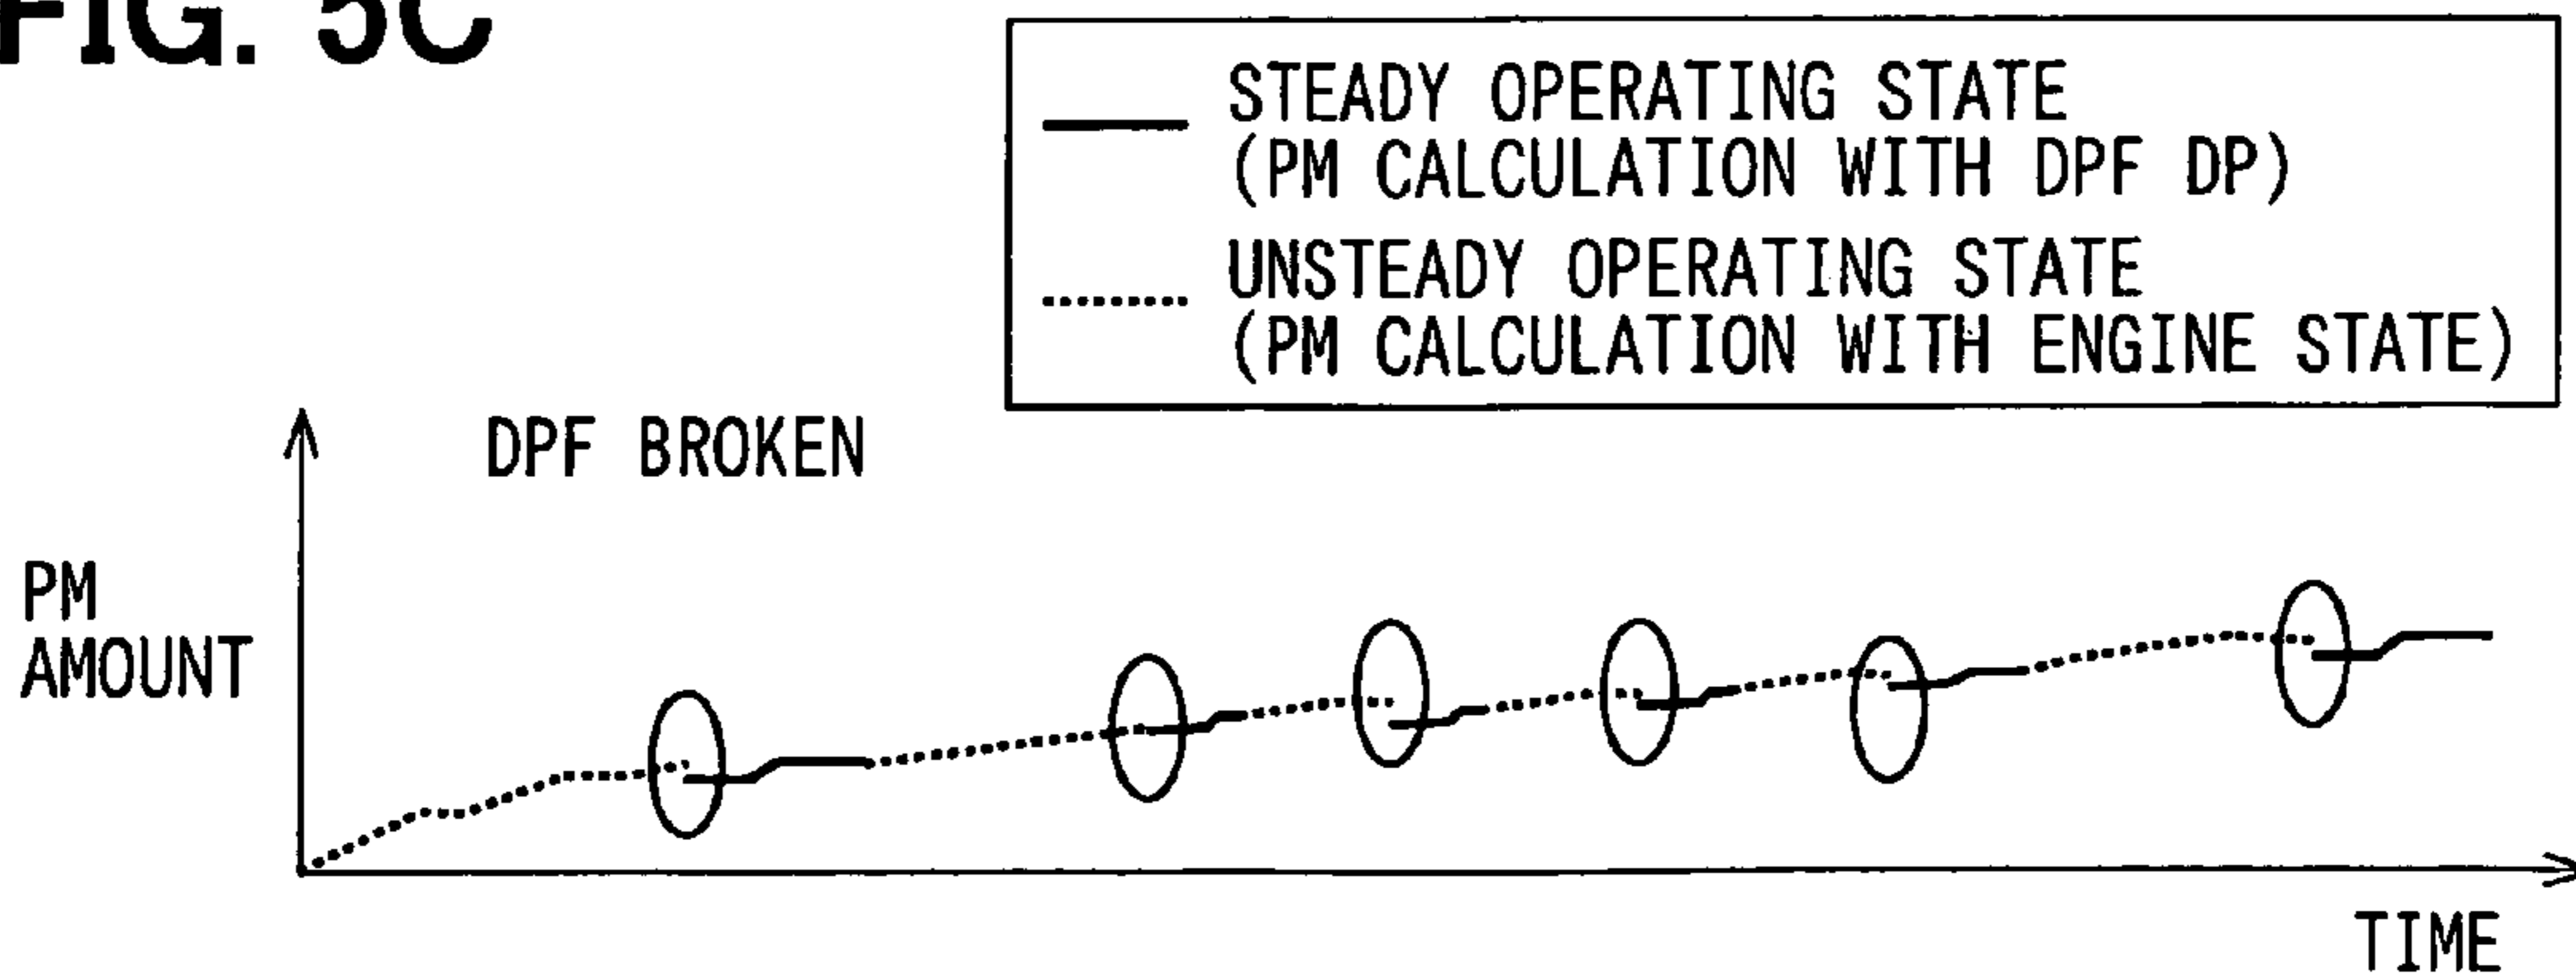 FIG. 5C
STEADY OPERATING STATE
(PM CALCULATION WITH DPF DP)
UNSTEADY OPERATING STATE
(PM CALCULATION WITH ENGINE STATE)
DPF BROKEN
PM
AMOUNT
TIME